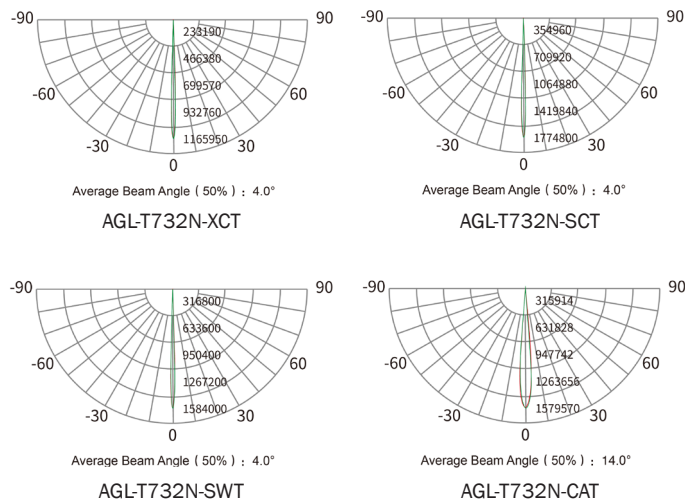 -90 90
233190
466380
699570
-60 60
932760
-30 1165950 30
0
Average Beam Angle（50%）：4.0°
AGL-T732N-XCT
-90 90
354960
709920
1064880
-60 60
1419840
-30 1774800 30
0
Average Beam Angle（50%）：4.0°
AGL-T732N-SCT
-90 90
316800
633600
950400
-60 60
1267200
-30 1584000 30
0
Average Beam Angle（50%）：4.0°
AGL-T732N-SWT
-90 90
315914
631828
947742
-60 60
1263656
-30 1579570 30
0
Average Beam Angle（50%）：14.0°
AGL-T732N-CAT